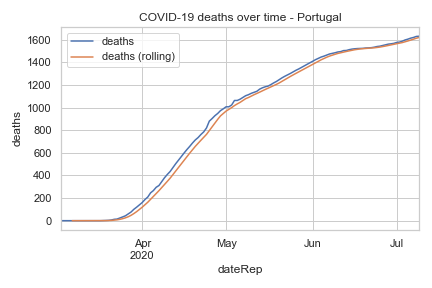 COVID-19 deaths over time - Portugal
deaths
deaths (rolling)
1600
1400
1200
1000
800
600
400
200
0
deaths
Apr
2020
May
Jun
Jul
dateRep